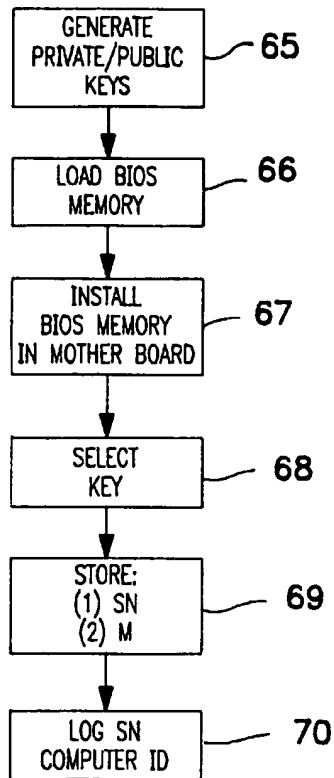 GENERATE
PRIVATE/PUBLIC
KEYS
65
LOAD BIOS
MEMORY
66
INSTALL
BIOS MEMORY
IN MOTHER BOARD
67
SELECT
KEY
68
STORE:
(1) SN
(2) M
69
LOG SN
COMPUTER ID
70